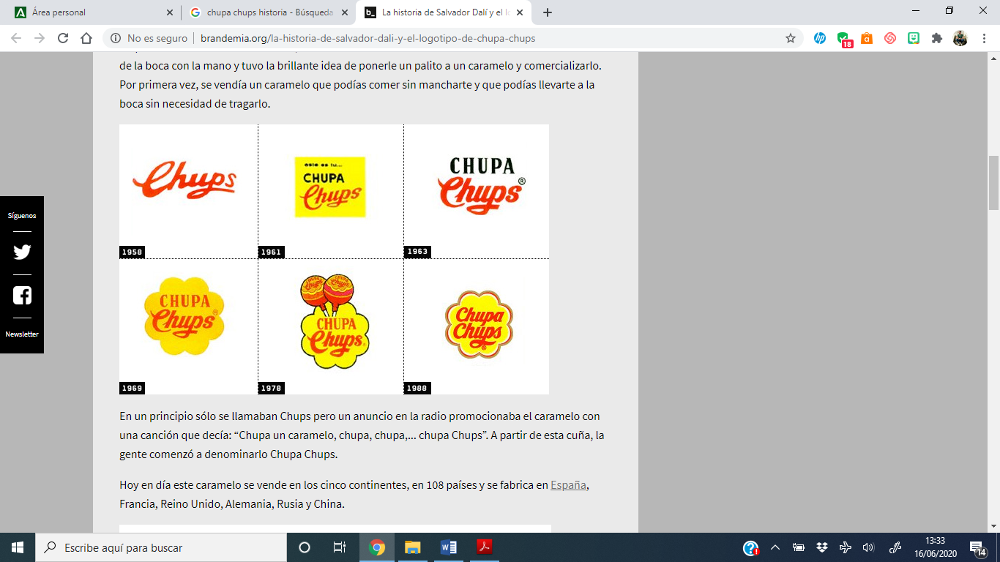 Área personal
chupa chups historia - Búsqueda
La historia de Salvador Dalí y el lo
No es seguro
brandemia.org/la-historia-de-salvador-dali-y-el-logotipo-de-chupa-chups
18
de la boca con la mano y tuvo la brillante idea de ponerle un palito a un caramelo y comercializarlo.
Por primera vez, se vendía un caramelo que podías comer sin mancharte y que podías llevarte a la
boca sin necesidad de tragarlo.
Chups
1958
este es tu...
CHUPA
Chups
1961
CHUPA
Chups®
1963
CHUPA
Chups®
1969
CHUPA
Chups
CHUPA
Chups
CHUPA
Chups®
1978
Chupa
Chups
®
1988
Síguenos
Newsletter
En un principio sólo se llamaban Chups pero un anuncio en la radio promocionaba el caramelo con
una canción que decía: “Chupa un caramelo, chupa, chupa,... chupa Chups”. A partir de esta cuña, la
gente comenzó a denominarlo Chupa Chups.
Hoy en día este caramelo se vende en los cinco continentes, en 108 países y se fabrica en España,
Francia, Reino Unido, Alemania, Rusia y China.
Escribe aquí para buscar
13:33
16/06/2020
14